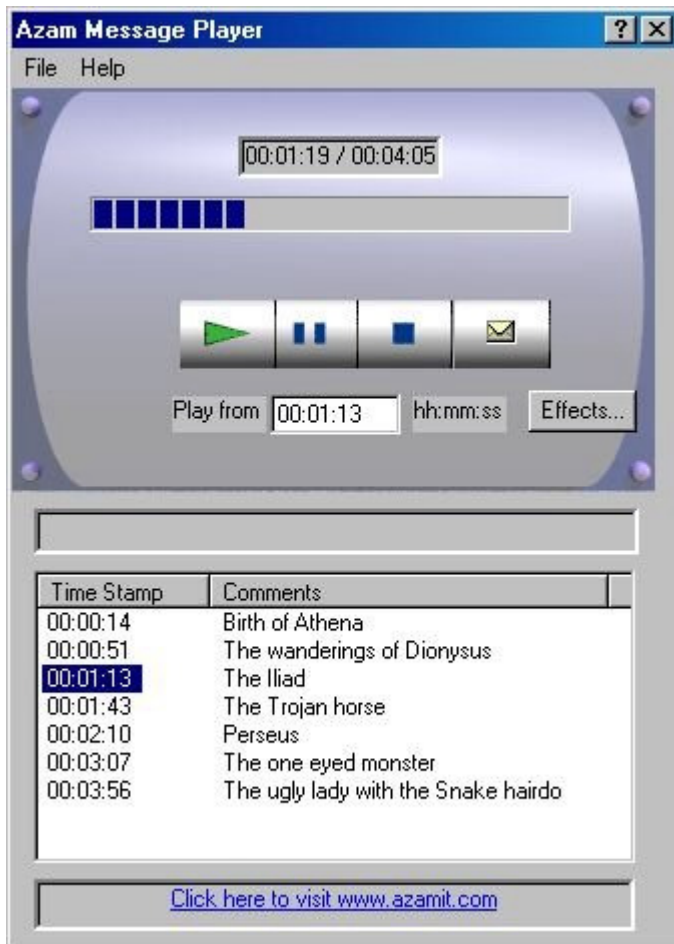 Azam Message Player
File Help
00:01:19 / 00:04:05
Play from 00:01:13 hh:mm:ss Effects...
Time Stamp Comments
00:00:14 Birth of Athena
00:00:51 The wanderings of Dionysus
00:01:13 The Iliad
00:01:43 The Trojan horse
00:02:10 Perseus
00:03:07 The one eyed monster
00:03:56 The ugly lady with the Snake hairdo
Click here to visit www.azamit.com